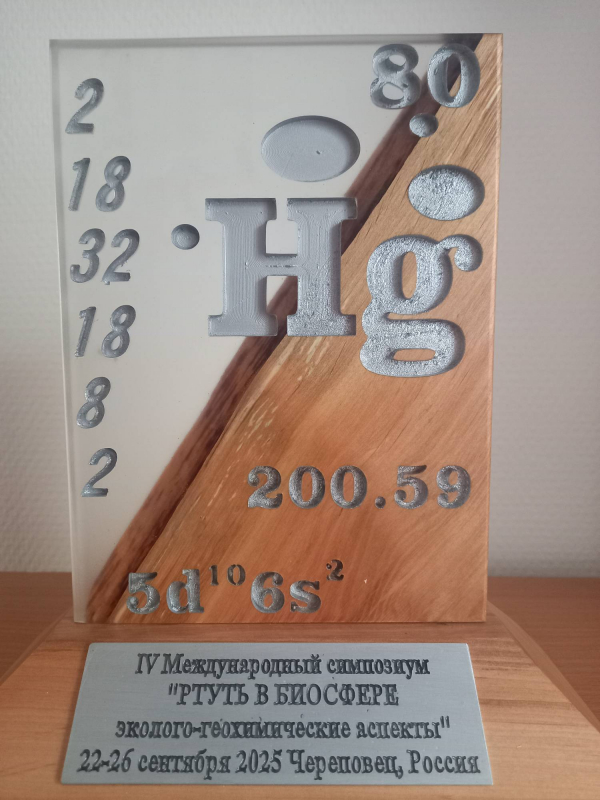 80
2
18
32
18
8
2
Hg
200.59
5d¹⁰6s²
IV Международный симпозиум
"РТУТЬ В БИОСФЕРЕ
эколого-геохимические аспекты"
22-26 сентября 2025 Череповец, Россия